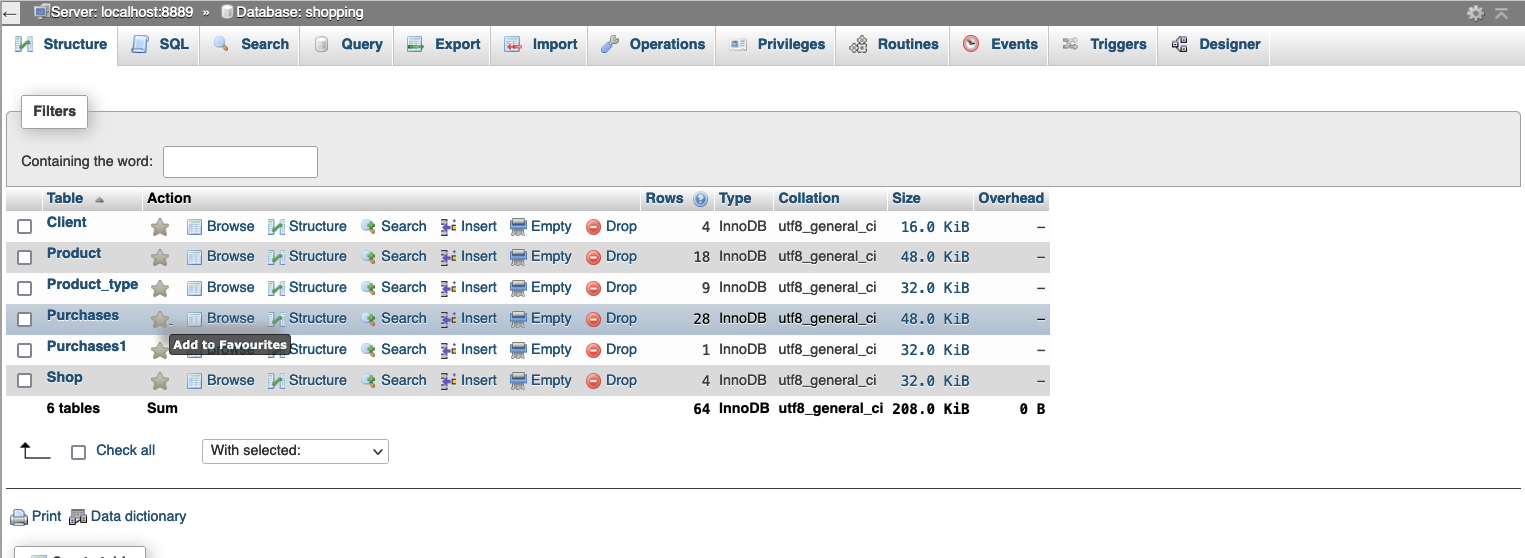 Server: localhost:8889 » Database: shopping
Structure SQL Search Query Export Import Operations Privileges Routines Events Triggers Designer
Filters
Containing the word:
Table Action Rows Type Collation Size Overhead
Client Browse Structure Search Insert Empty Drop 4 InnoDB utf8_general_ci 16.0 KiB –
Product Browse Structure Search Insert Empty Drop 18 InnoDB utf8_general_ci 48.0 KiB –
Product_type Browse Structure Search Insert Empty Drop 9 InnoDB utf8_general_ci 32.0 KiB –
Purchases Browse Structure Search Insert Empty Drop 28 InnoDB utf8_general_ci 48.0 KiB –
Add to Favourites
Purchases1 Structure Search Insert Empty Drop 1 InnoDB utf8_general_ci 32.0 KiB –
Shop Browse Structure Search Insert Empty Drop 4 InnoDB utf8_general_ci 32.0 KiB –
6 tables Sum 64 InnoDB utf8_general_ci 208.0 KiB 0 B
Check all With selected:
Print Data dictionary